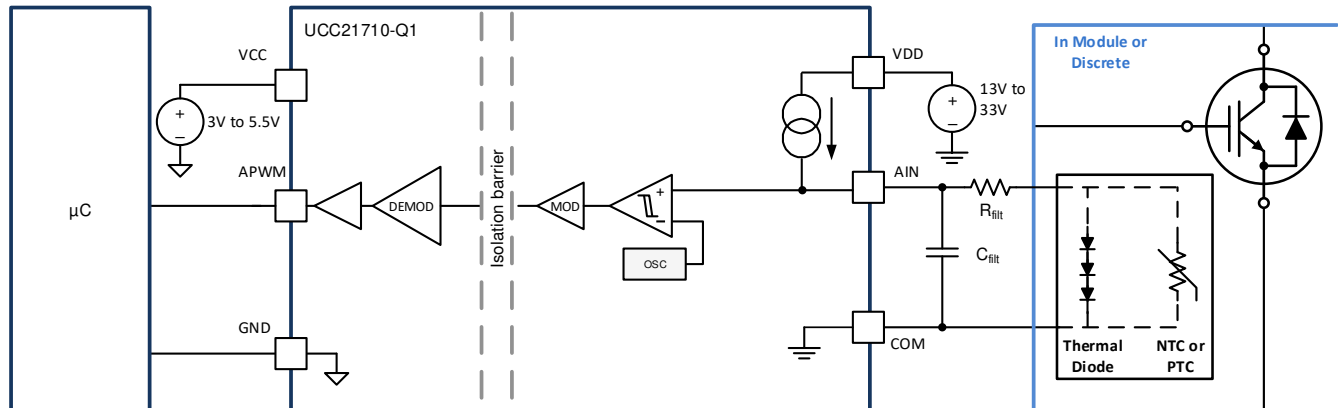 UCC21710-Q1
VCC
3V to 5.5V
APWM
µC
GND
DEMOD
Isolation barrier
MOD
OSC
VDD
13V to
33V
AIN
Rfilt
Cfilt
COM
In Module or
Discrete
Thermal
Diode
NTC or
PTC